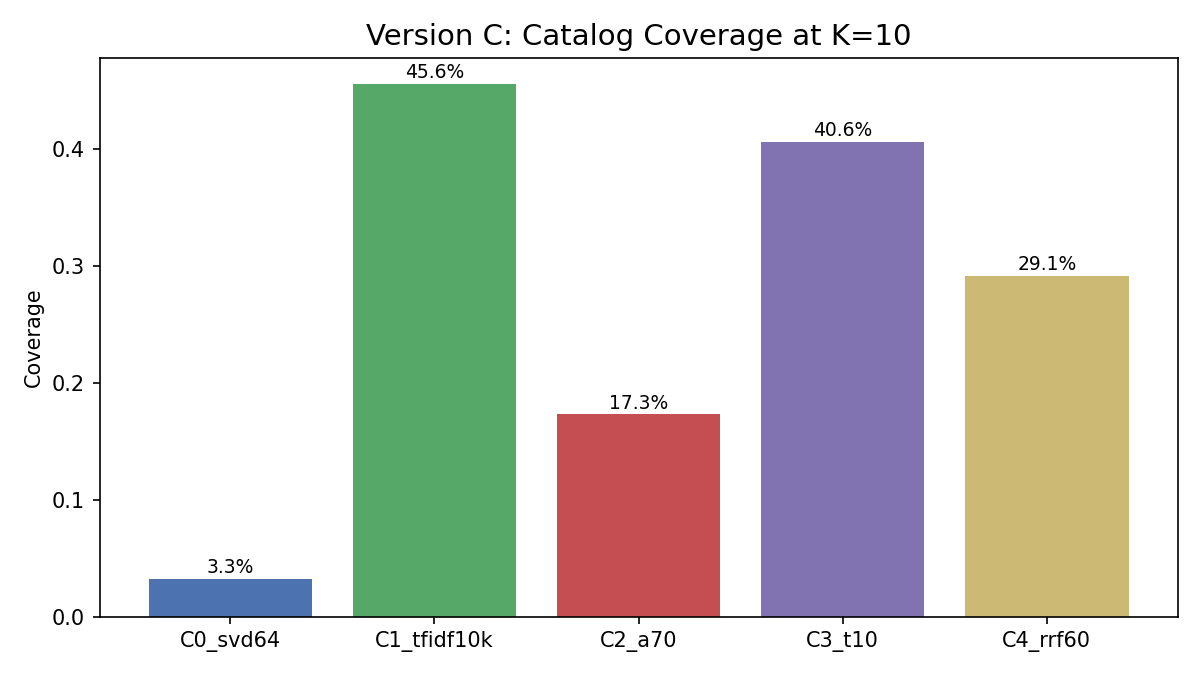 Version C: Catalog Coverage at K=10
45.6%
40.6%
0.4
0.3
29.1%
Coverage
0.2
17.3%
0.1
3.3%
0.0
C0_svd64
C1_tfidf10k
C2_a70
C3_t10
C4_rrf60